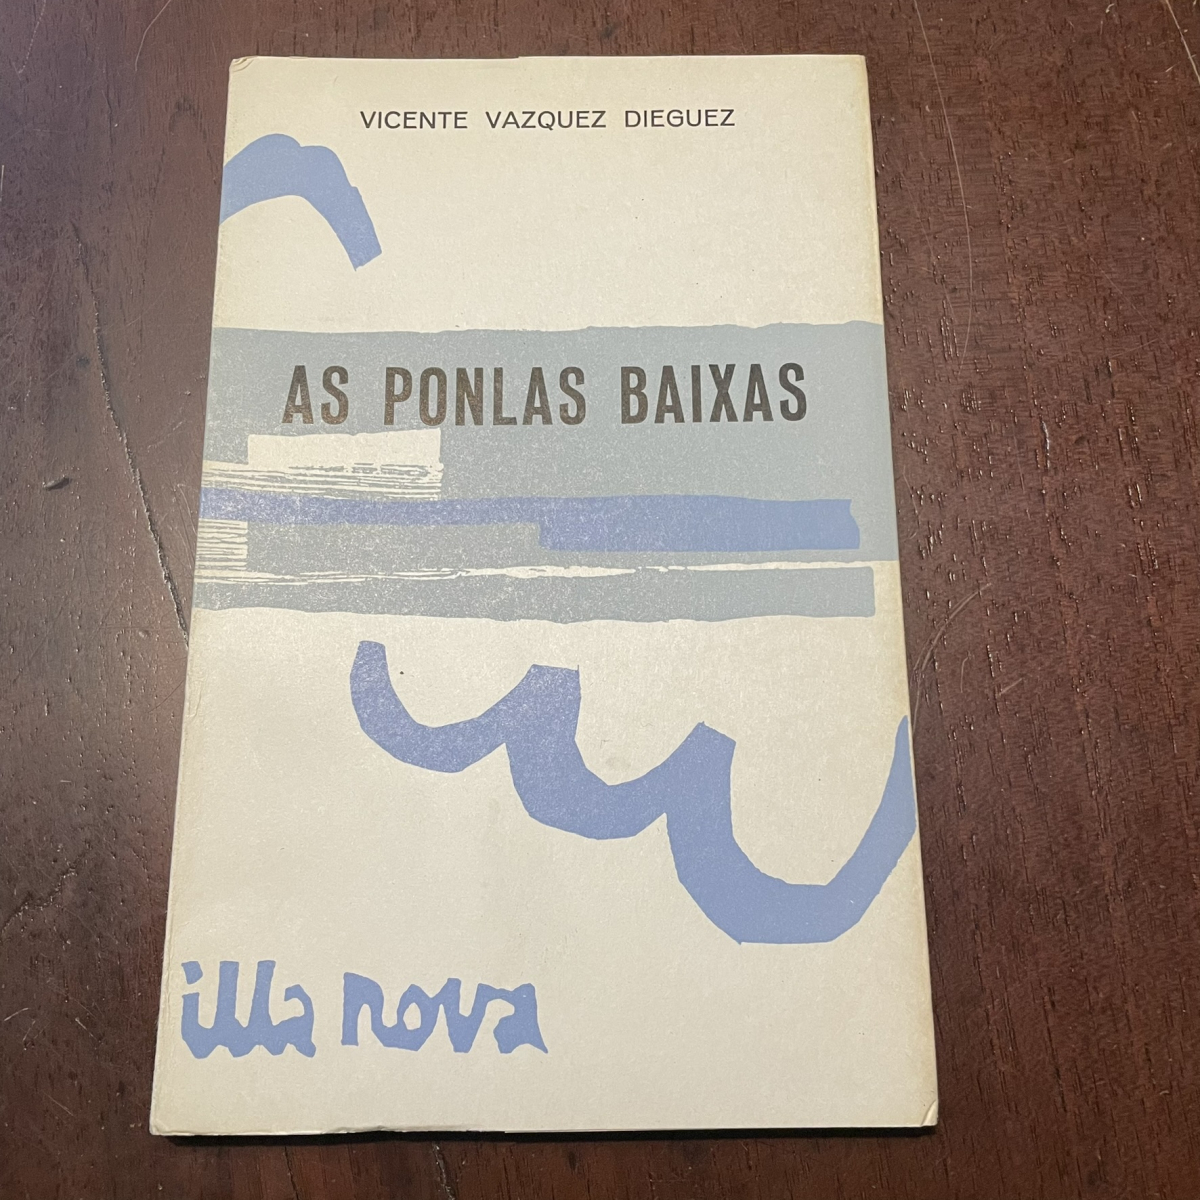 VICENTE VAZQUEZ DIEGUEZ
AS PONLAS BAIXAS
illa nova